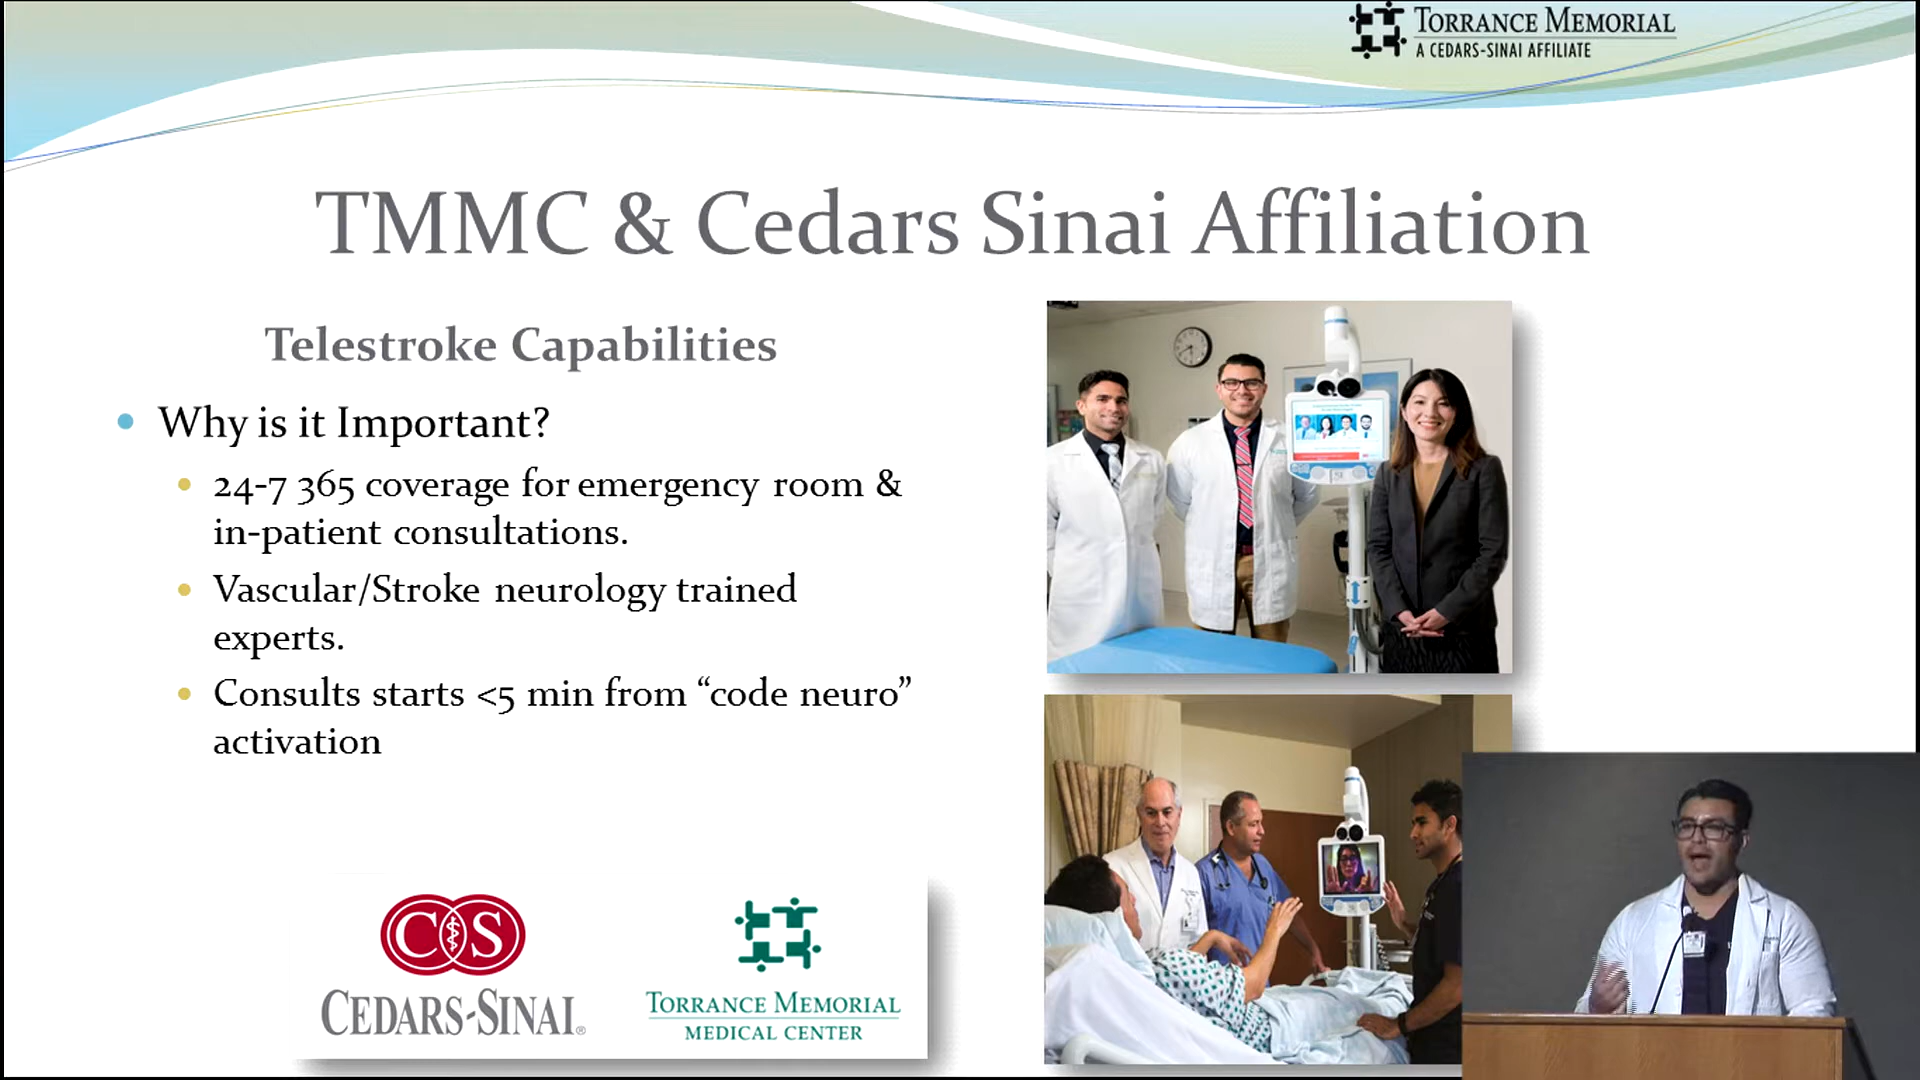 TORRANCE MEMORIAL
A CEDARS-SINAI AFFILIATE
TMMC & Cedars Sinai Affiliation
Telestroke Capabilities
Why is it Important?
24-7 365 coverage for emergency room &
in-patient consultations.
Vascular/Stroke neurology trained
experts.
Consults starts <5 min from “code neuro”
activation
CS
CEDARS-SINAI®
TORRANCE MEMORIAL
MEDICAL CENTER